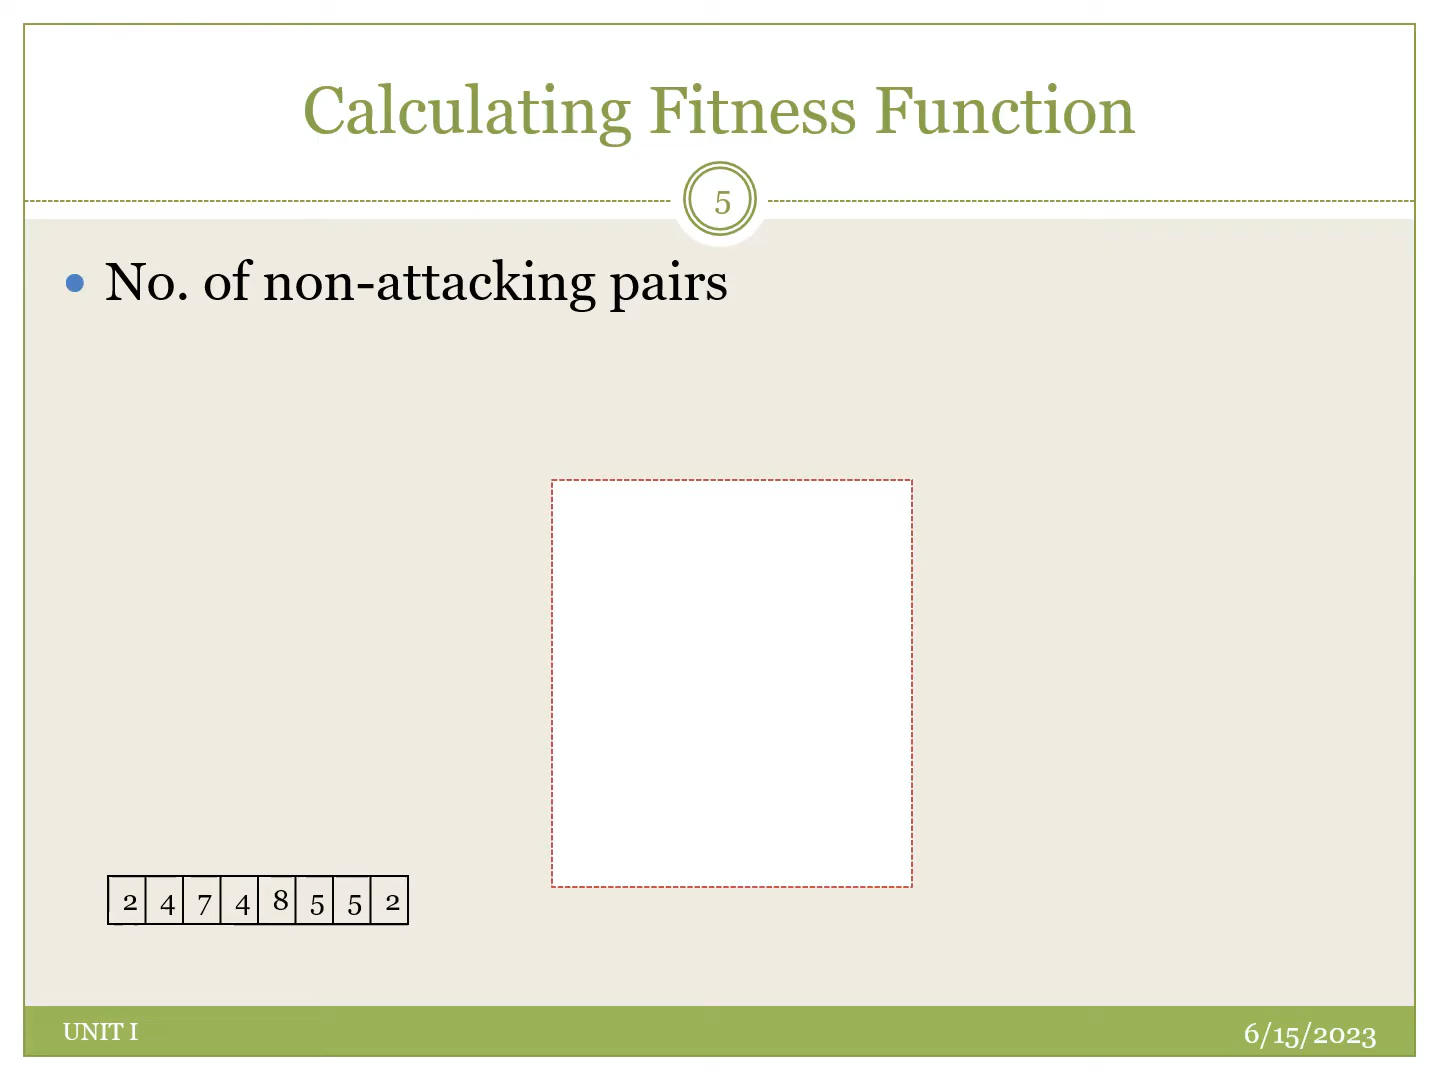 Calculating Fitness Function
5
No. of non-attacking pairs
2 4 7 4 8 5 5 2
UNIT I
6/15/2023